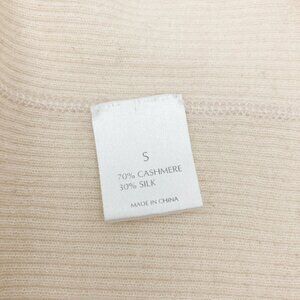 S
70% CASHMERE
30% SILK
MADE IN CHINA